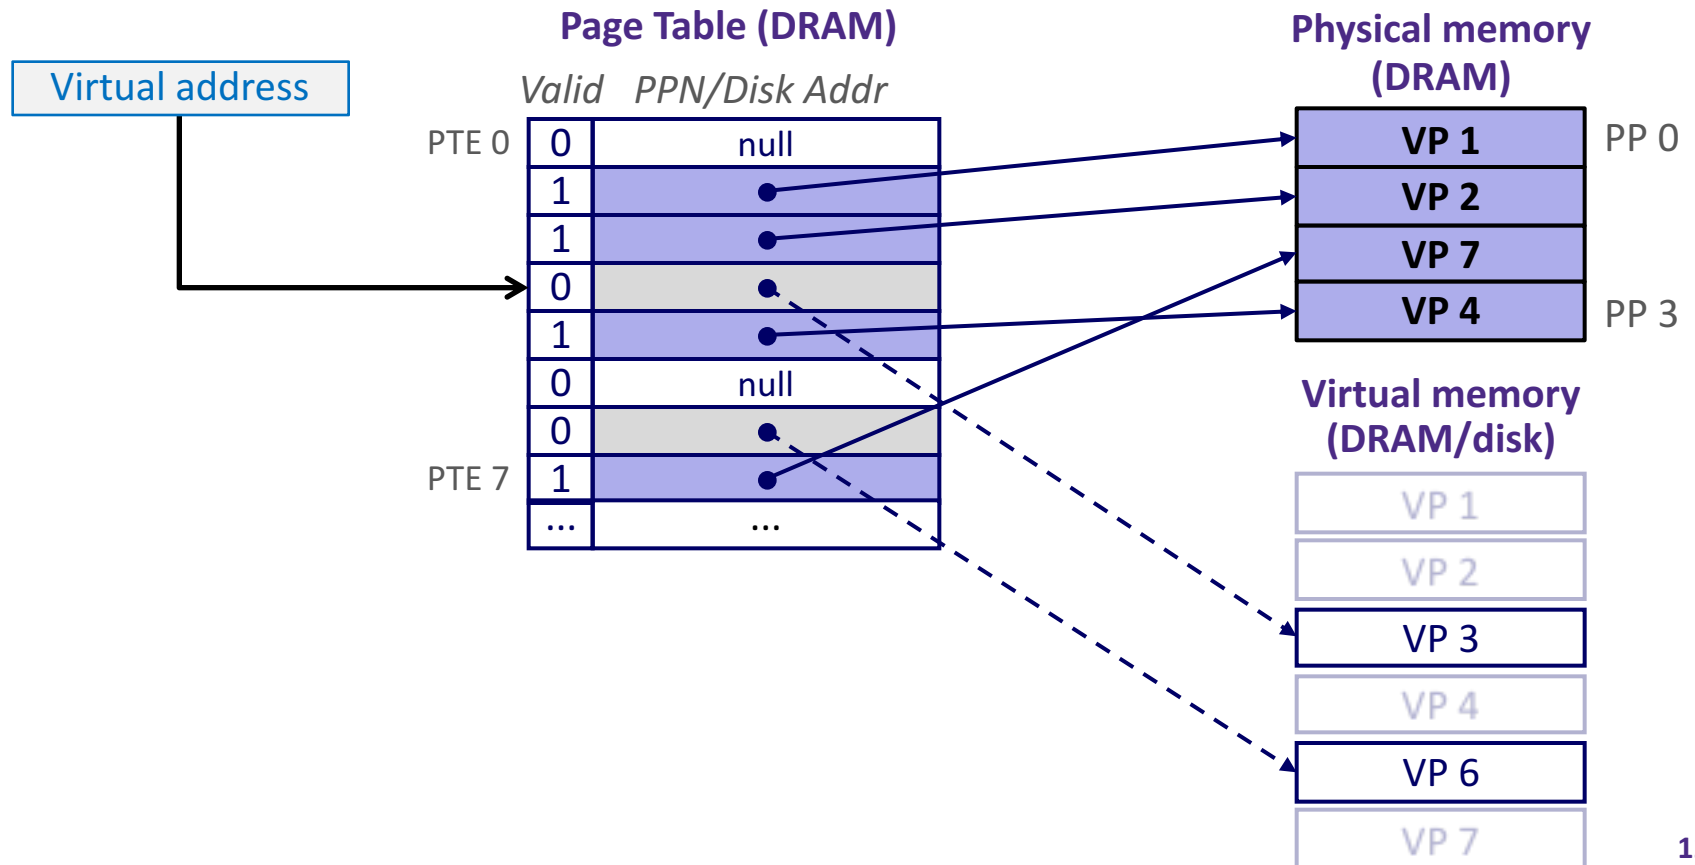 Page Table (DRAM)
Physical memory
(DRAM)
Virtual address
Valid PPN/Disk Addr
PTE 0 0 null
1
1
0
1
0 null
0
PTE 7 1
... ...
VP 1 PP 0
VP 2
VP 7
VP 4 PP 3
Virtual memory
(DRAM/disk)
VP 1
VP 2
VP 3
VP 4
VP 6
VP 7
1